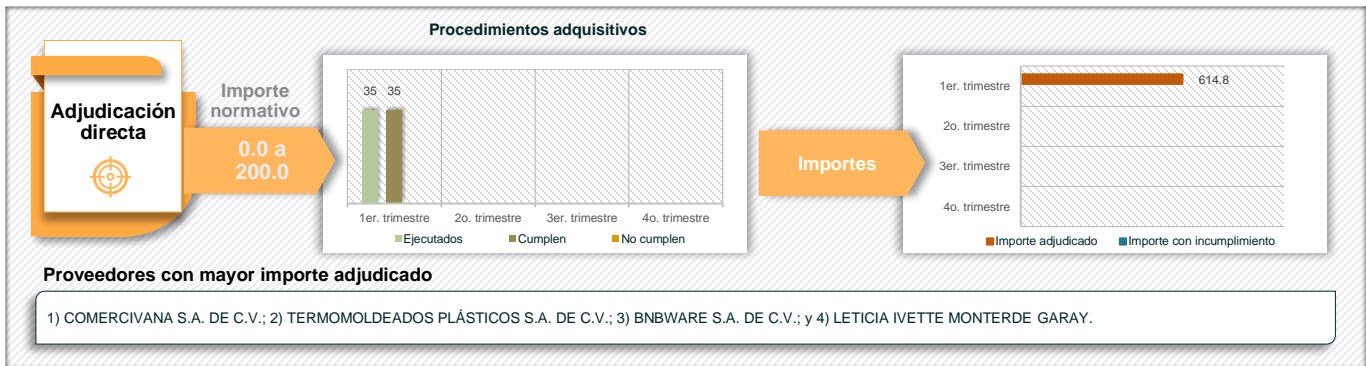 Procedimientos adquisitivos
Adjudicación
directa
Importe
normativo
0.0 a
200.0
35 35
1er. trimestre 2o. trimestre 3er. trimestre 4o. trimestre
Ejecutados Cumplen No cumplen
Importes
1er. trimestre 614.8
2o. trimestre
3er. trimestre
4o. trimestre
Importe adjudicado Importe con incumplimiento
Proveedores con mayor importe adjudicado
1) COMERCIVANA S.A. DE C.V.; 2) TERMOMOLDEADOS PLÁSTICOS S.A. DE C.V.; 3) BNBWARE S.A. DE C.V.; y 4) LETICIA IVETTE MONTERDE GARAY.